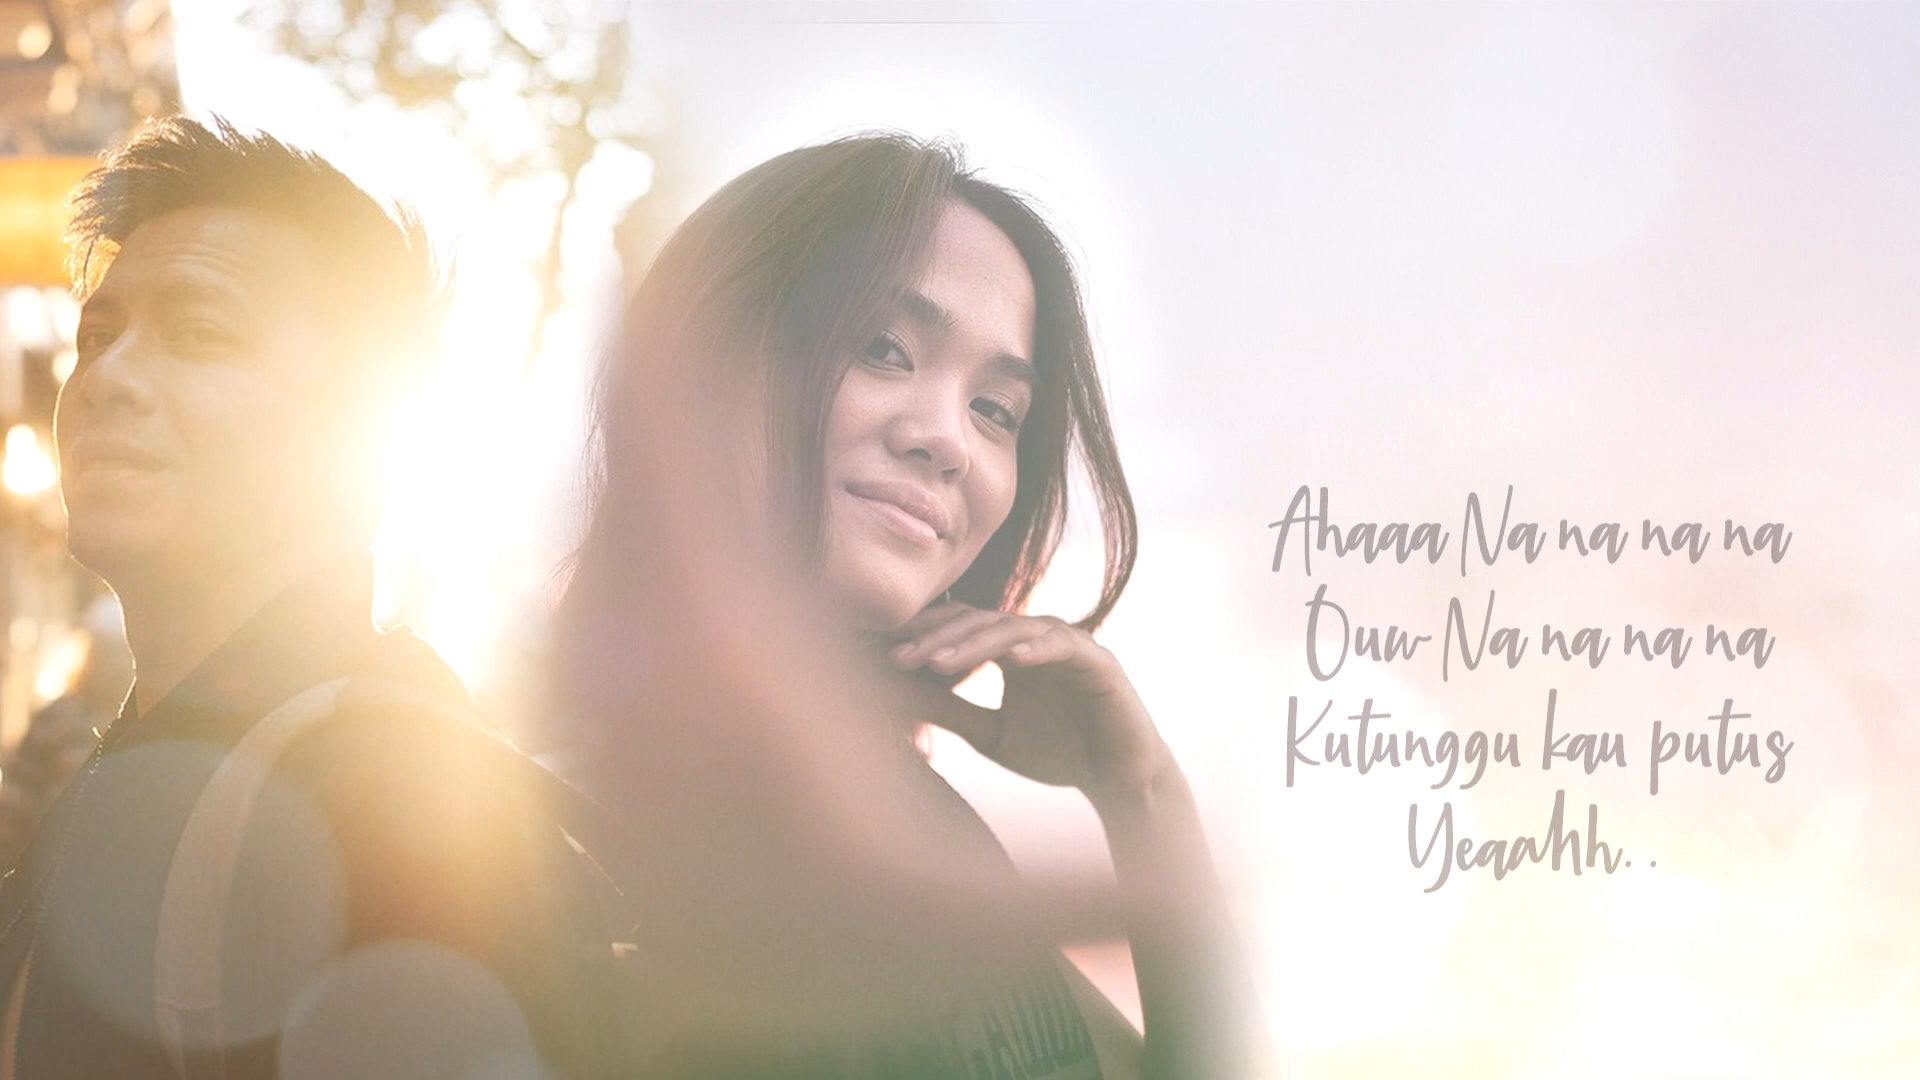 Ahaaa Na na na na
Ouw Na na na na
Kutunggu kau putus
Yeaahh..